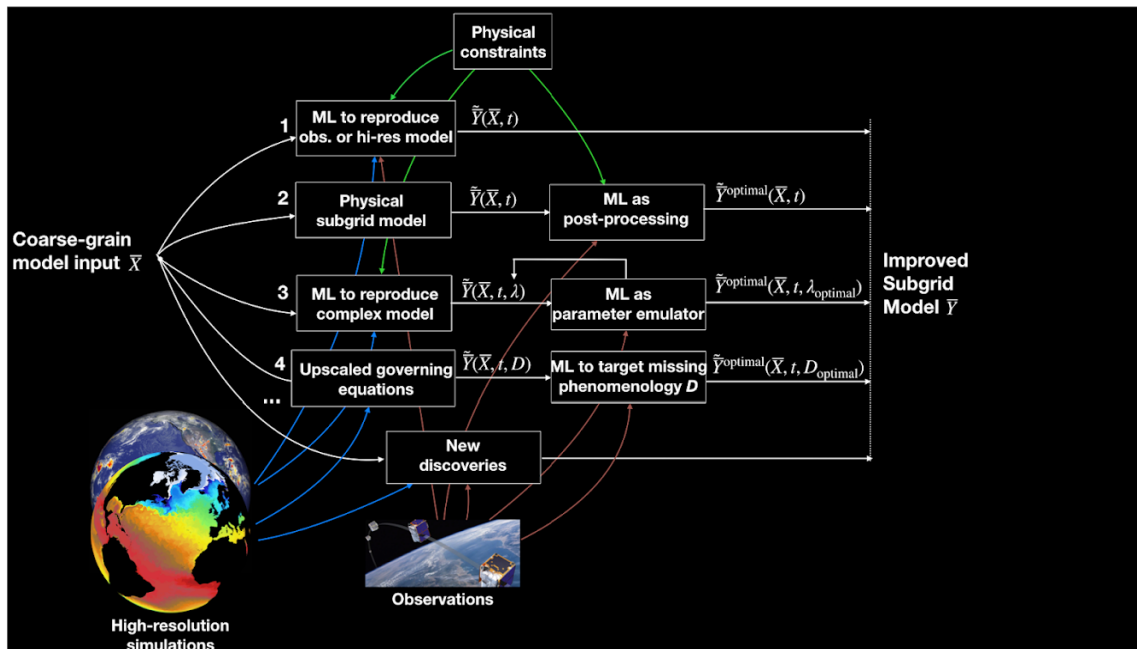 Physical
constraints
1
ML to reproduce
obs. or hi-res model
Ỹ̅(X̅, t)
2
Physical
subgrid model
Ỹ̅(X̅, t)
ML as
post-processing
Ỹ̅optimal(X̅, t)
Coarse-grain
model input X̅
3
ML to reproduce
complex model
Ỹ̅(X̅, t, λ)
ML as
parameter emulator
Ỹ̅optimal(X̅, t, λoptimal)
Improved
Subgrid
Model Y̅
4
Upscaled governing
equations
Ỹ̅(X̅, t, D)
ML to target missing
phenomenology D
Ỹ̅optimal(X̅, t, Doptimal)
...
New
discoveries
Observations
High-resolution
simulations